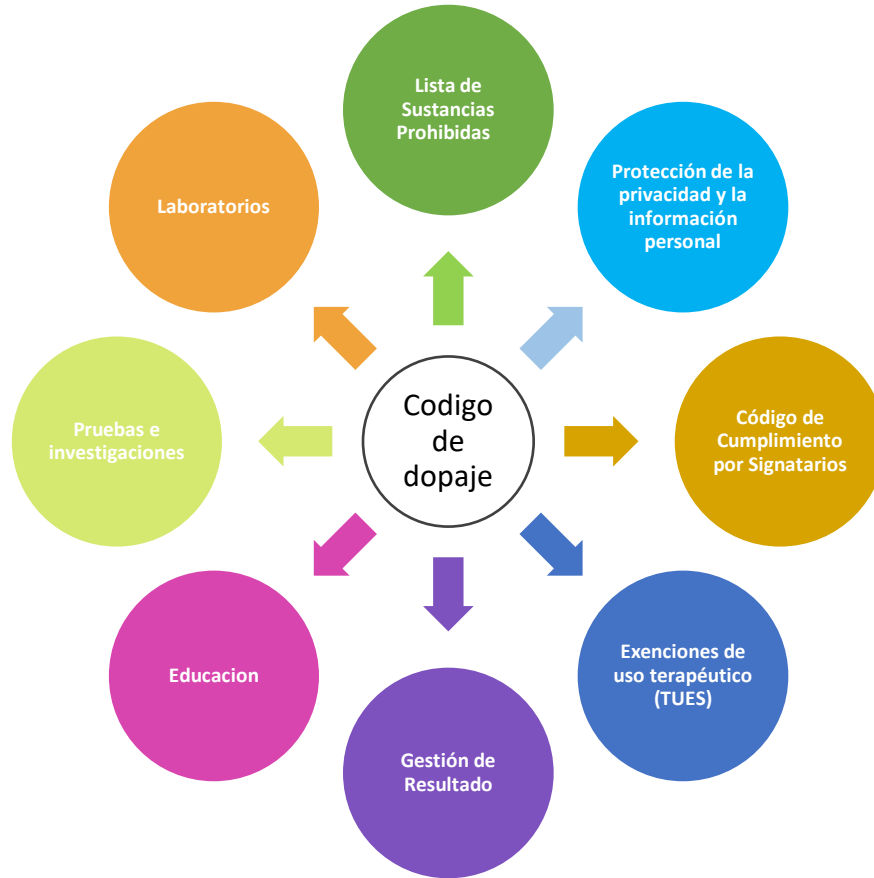 Lista de
Sustancias
Prohibidas
Protección de la
privacidad y la
información
personal
Código de
Cumplimiento
por Signatarios
Exenciones de
uso terapéutico
(TUES)
Gestión de
Resultado
Educacion
Pruebas e
investigaciones
Laboratorios
Codigo
de
dopaje